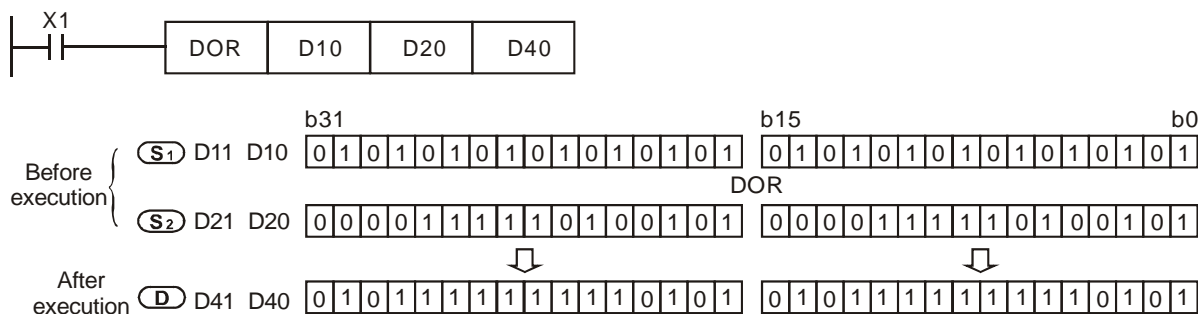 X1
DOR D10 D20 D40
b31 b15 b0
Before execution
S1 D11 D10 0 1 0 1 0 1 0 1 0 1 0 1 0 1 0 1 0 1 0 1 0 1 0 1 0 1 0 1 0 1 0 1
DOR
S2 D21 D20 0 0 0 0 1 1 1 1 1 0 1 0 0 1 0 1 0 0 0 0 1 1 1 1 1 0 1 0 0 1 0 1
After execution
D D41 D40 0 1 0 1 1 1 1 1 1 1 1 1 0 1 0 1 0 1 0 1 1 1 1 1 1 1 1 1 0 1 0 1